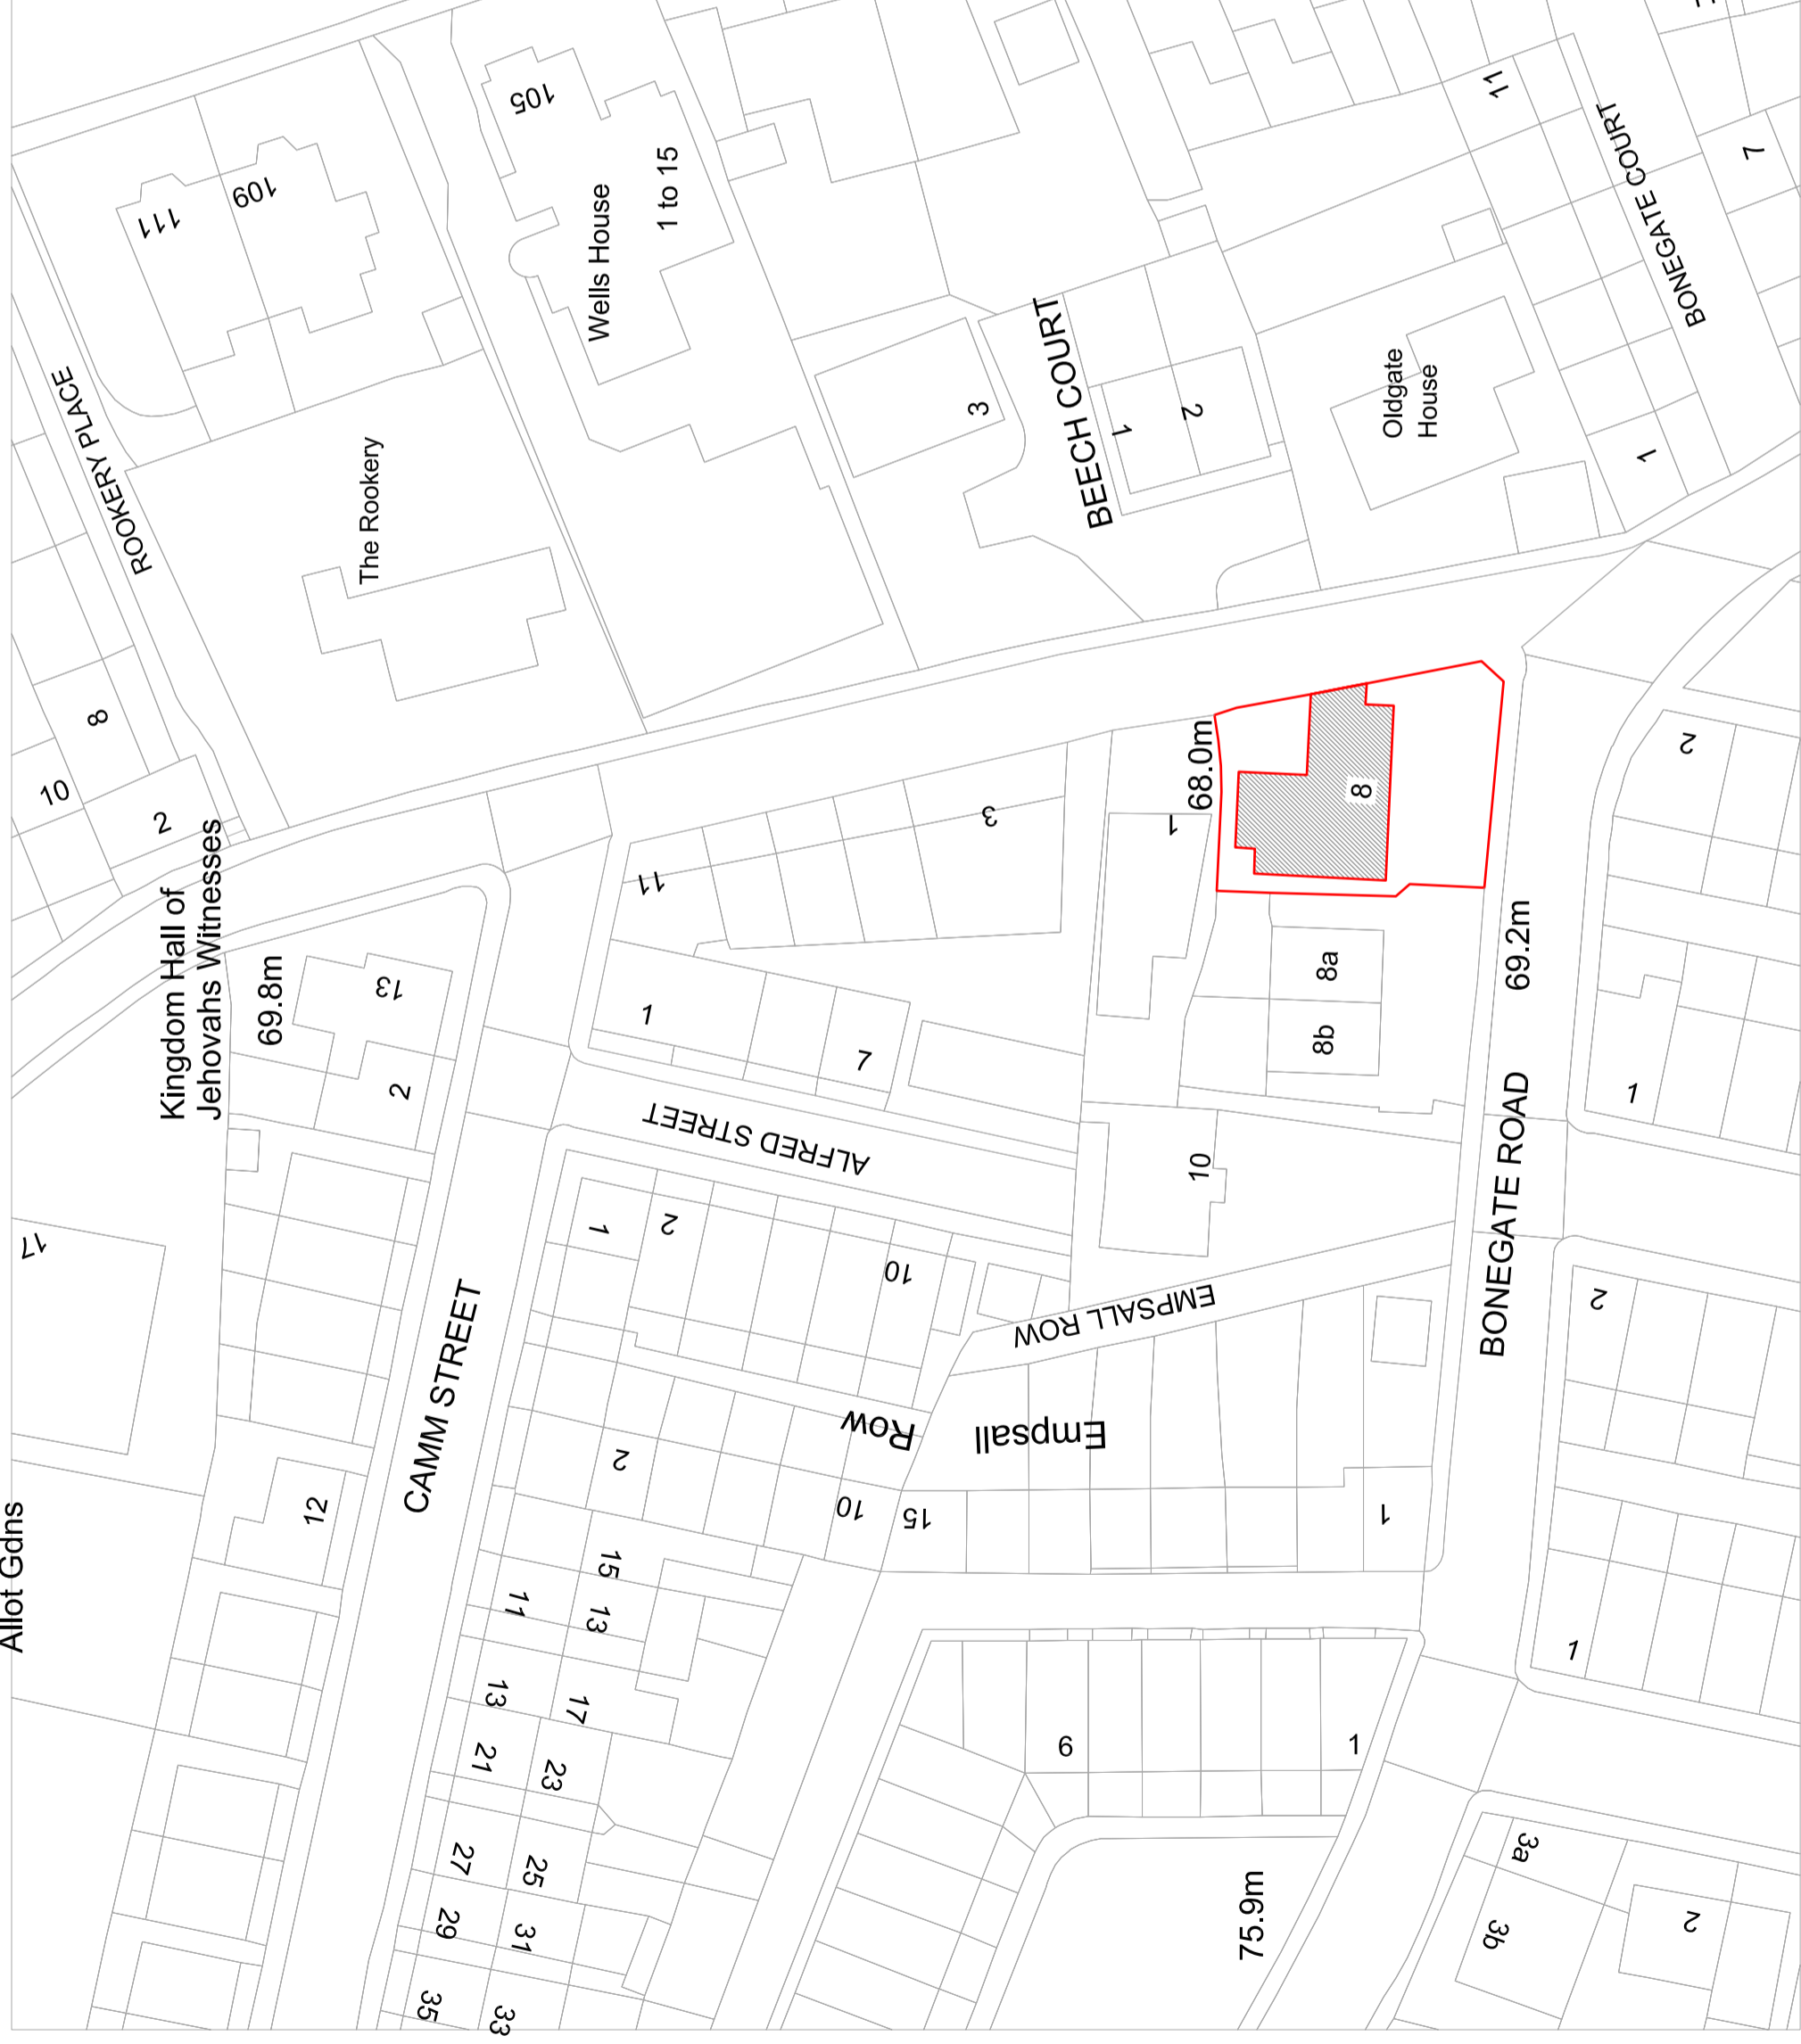 105
11
1 to 15
7
BONEGATE COURT
109
111
Wells House
ROOKERY PLACE
3
BEECH COURT
1
2
Oldgate
House
1
The Rookery
8
10
2
68.0m
8
2
3
1
11
Kingdom Hall of
Jehovahs Witnesses
69.8m
13
2
1
7
8a
8b
69.2m
1
ALFRED STREET
10
BONEGATE ROAD
17
1
2
10
EMPSALL ROW
2
CAMM STREET
Row
Empsall
2
10
15
1
12
Allot Gdns
15
11
13
1
13
17
6
1
21
23
27
25
29
31
35
33
75.9m
3a
3b
2